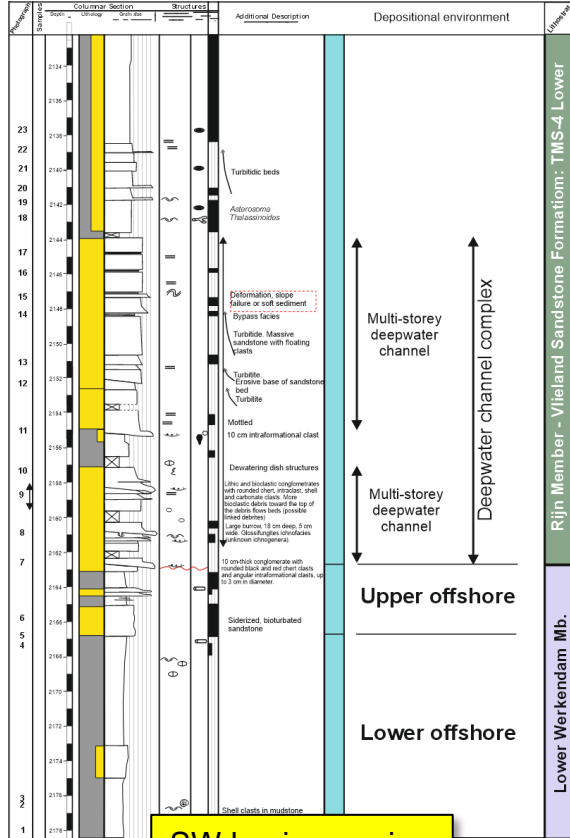 Photography
Samples
Columnar Section
Structures
Depth
Lithology
Grain size
Additional Description
Depositional environment
2134
2136
2138
2140
2142
2144
2146
2148
2150
2152
2154
2156
2158
2160
2162
2164
2166
2168
2170
2172
2174
2176
2178
23
22
21
20
19
18
17
16
15
14
13
12
11
10
9
8
7
6
5
4
3
2
1
Turbitidic beds
Asterosoma
Thalassinoides
Deformation, slope
failure or soft sediment
Bypass facies
Turbitide. Massive
sandstone with floating
clasts
Turbitite.
Erosive base of sandstone
bed
Turbitite
Mottled
10 cm intraformational clast
Dewatering dish structures
Lithic and bioclastic conglometrates
with rounded chert, intraclast, shell
and carbonate clasts. More
bioclastic debris toward the top of
the debris flows beds (possible
linked debrites)
Large burrow, 18 cm deep, 5 cm
wide. Glossifungites ichnofacies
(unknown ichnogenera).
10 cm-thick conglomerate with
rounded black and red chert clasts
and angular intraformational clasts, up
to 3 cm in diameter.
Siderized, bioturbated
sandstone
Shell clasts in mudstone
Multi-storey
deepwater
channel
Multi-storey
deepwater
channel
Deepwater channel complex
Upper offshore
Lower offshore
Rijn Member - Vlieland Sandstone Formatiom: TMS-4 Lower
Lower Werkendam Mb.